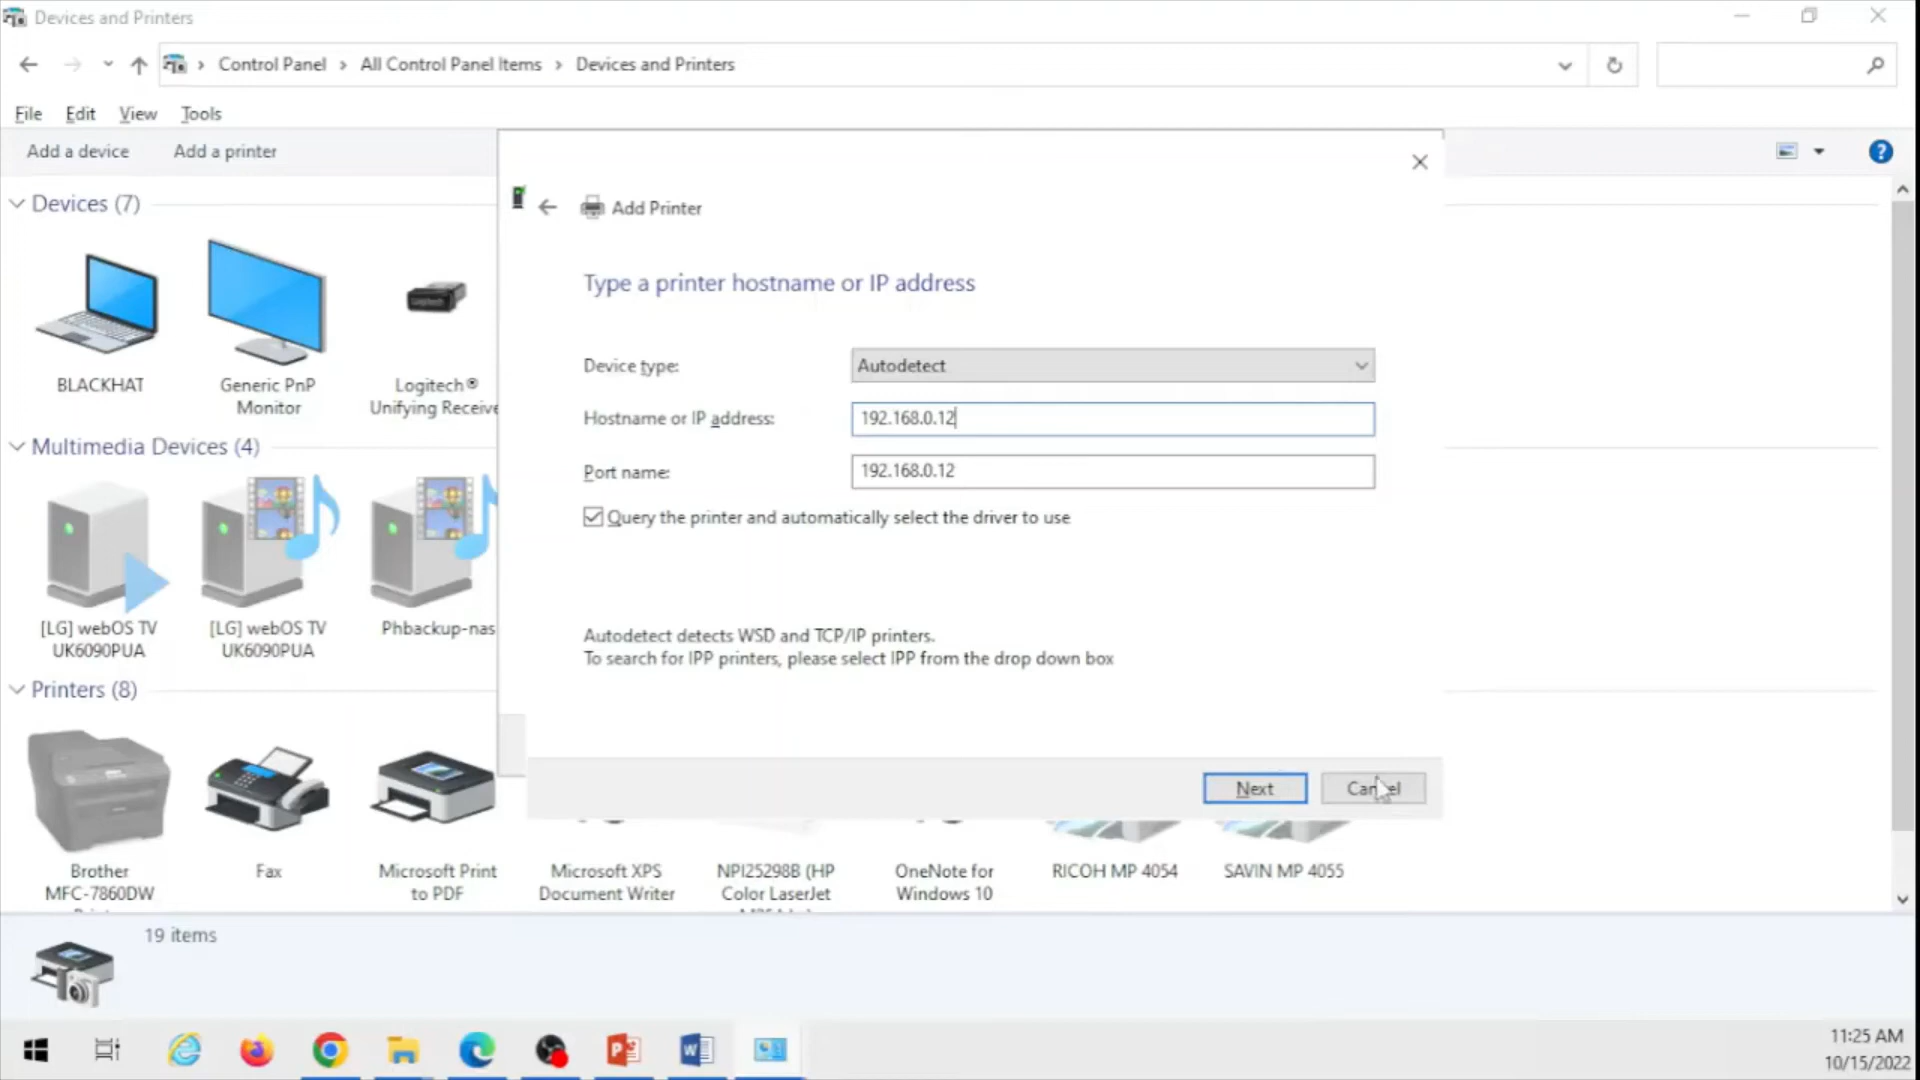 Devices and Printers
Control Panel > All Control Panel Items > Devices and Printers
File Edit View Tools
Add a device Add a printer
Devices (7)
BLACKHAT
Generic PnP
Monitor
Logitech®
Unifying Receive
Multimedia Devices (4)
[LG] webOS TV
UK6090PUA
[LG] webOS TV
UK6090PUA
Phbackup-nas
Printers (8)
Brother
MFC-7860DW
Fax
Microsoft Print
to PDF
Microsoft XPS
Document Writer
NPI25298B (HP
Color LaserJet
OneNote for
Windows 10
RICOH MP 4054
SAVIN MP 4055
Add Printer
Type a printer hostname or IP address
Device type: Autodetect
Hostname or IP address: 192.168.0.12
Port name: 192.168.0.12
Query the printer and automatically select the driver to use
Autodetect detects WSD and TCP/IP printers.
To search for IPP printers, please select IPP from the drop down box
Next Cancel
19 items
11:25 AM
10/15/2022